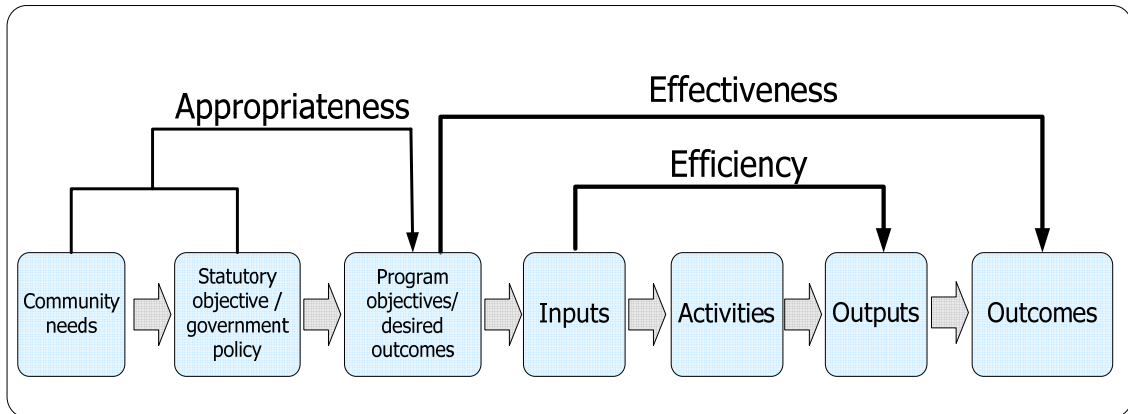 Appropriateness
Effectiveness
Efficiency
Community
needs
Statutory
objective /
government
policy
Program
objectives/
desired
outcomes
Inputs
Activities
Outputs
Outcomes